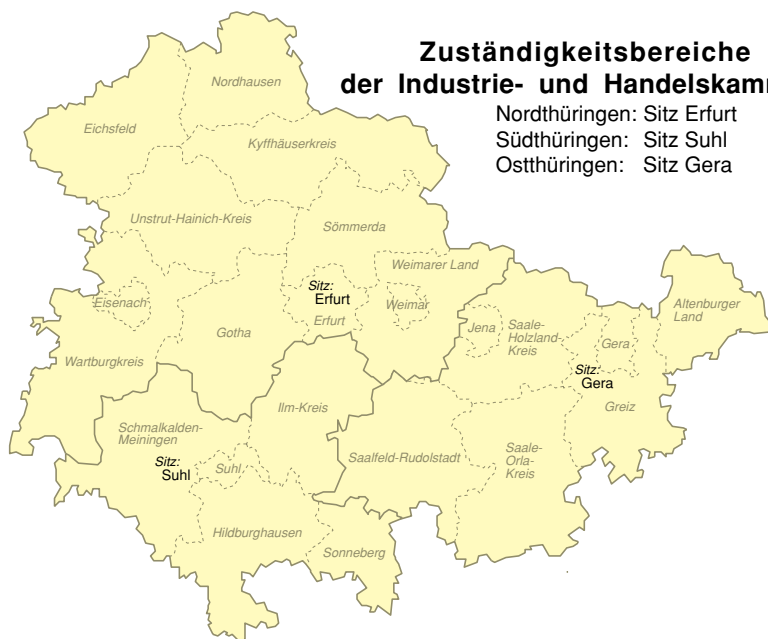 Zuständigkeitsbereiche
der Industrie- und Handelskam
Nordthüringen: Sitz Erfurt
Südthüringen: Sitz Suhl
Ostthüringen: Sitz Gera
Nordhausen
Eichsfeld
Kyffhäuserkreis
Unstrut-Hainich-Kreis
Sömmerda
Weimarer Land
Eisenach
Sitz:
Erfurt
Erfurt
Weimar
Gotha
Wartburgkreis
Jena
Saale-
Holzland-
Kreis
Gera
Altenburger
Land
Sitz:
Gera
Greiz
Ilm-Kreis
Schmalkalden-
Meiningen
Sitz:
Suhl
Suhl
Saalfeld-Rudolstadt
Saale-
Orla-
Kreis
Hildburghausen
Sonneberg